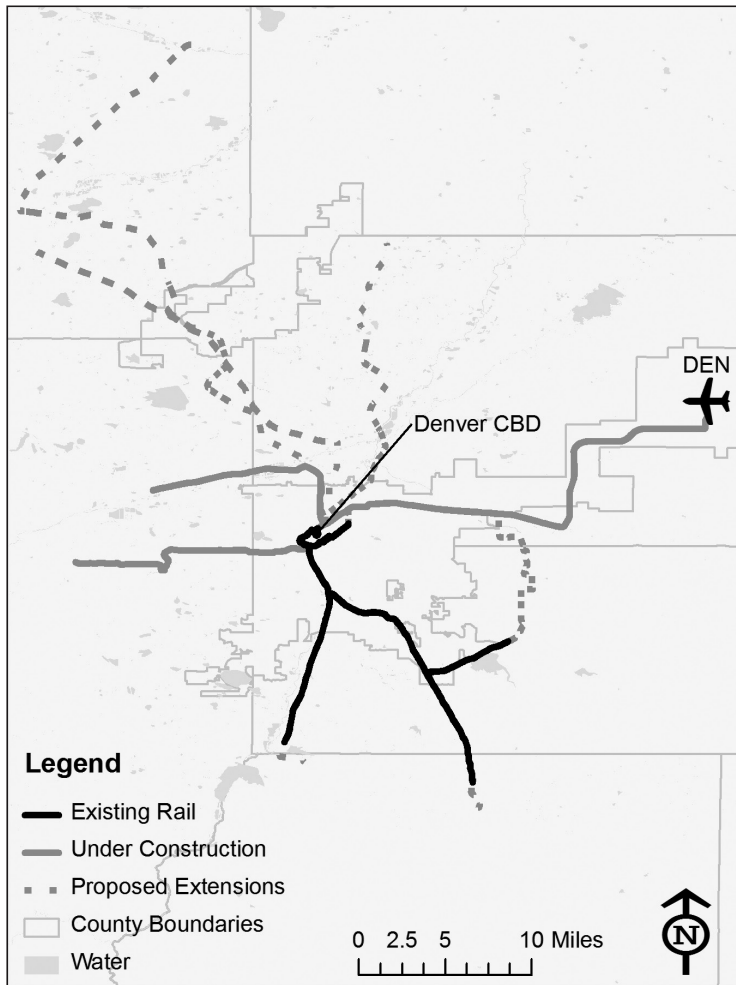 DEN
Denver CBD
Legend
Existing Rail
Under Construction
Proposed Extensions
County Boundaries
Water
0 2.5 5 10 Miles
N